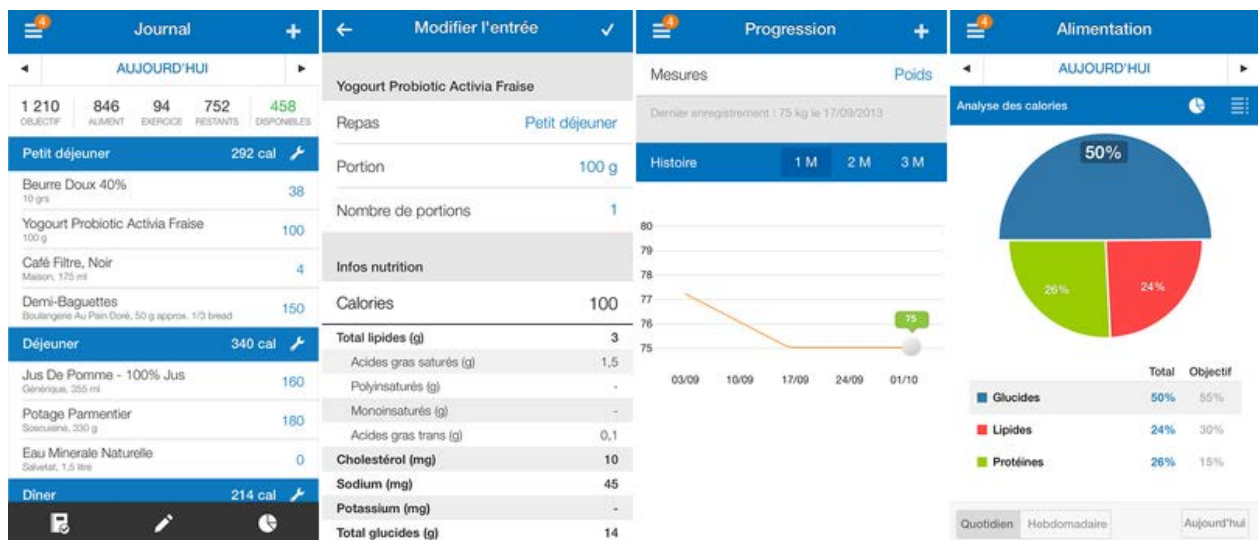 4
Journal
+
AUJOURD'HUI
1 210 846 94 752 458
OBJECTIF ALIMENT EXERCICE RESTANTS DISPONIBLES
Petit déjeuner 292 cal
Beurre Doux 40%
10 grs
38
Yogourt Probiotic Activia Fraise
100 g
100
Café Filtre, Noir
Maison, 175 ml
4
Demi-Baguettes
Boulangerie Au Pain Doré, 50 g approx. 1/3 bread
150
Déjeuner 340 cal
Jus De Pomme - 100% Jus
Générique, 355 ml
160
Potage Parmentier
Soscuisine, 330 g
180
Eau Minerale Naturelle
Salvetat, 1,5 litre
0
Dîner 214 cal
Modifier l'entrée
Yogourt Probiotic Activia Fraise
Repas Petit déjeuner
Portion 100 g
Nombre de portions 1
Infos nutrition
Calories 100
Total lipides (g) 3
Acides gras saturés (g) 1,5
Polyinsaturés (g) -
Monoinsaturés (g) -
Acides gras trans (g) 0,1
Cholestérol (mg) 10
Sodium (mg) 45
Potassium (mg) -
Total glucides (g) 14
4
Progression
+
Mesures Poids
Dernier enregistrement : 75 kg le 17/09/2013
Histoire 1 M 2 M 3 M
80
79
78
77
76
75
75
03/09 10/09 17/09 24/09 01/10
4
Alimentation
AUJOURD'HUI
Analyse des calories
50%
26% 24%
Total Objectif
Glucides 50% 55%
Lipides 24% 30%
Protéines 26% 15%
Quotidien Hebdomadaire Aujourd'hui